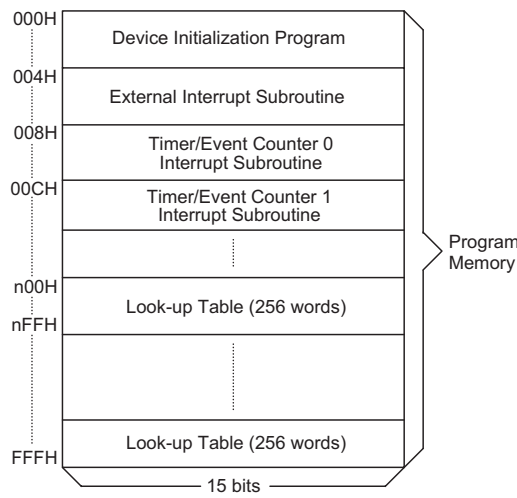 000H
Device Initialization Program
004H
External Interrupt Subroutine
008H
Timer/Event Counter 0
Interrupt Subroutine
00CH
Timer/Event Counter 1
Interrupt Subroutine
Program
Memory
n00H
Look-up Table (256 words)
nFFH
Look-up Table (256 words)
FFFH
15 bits